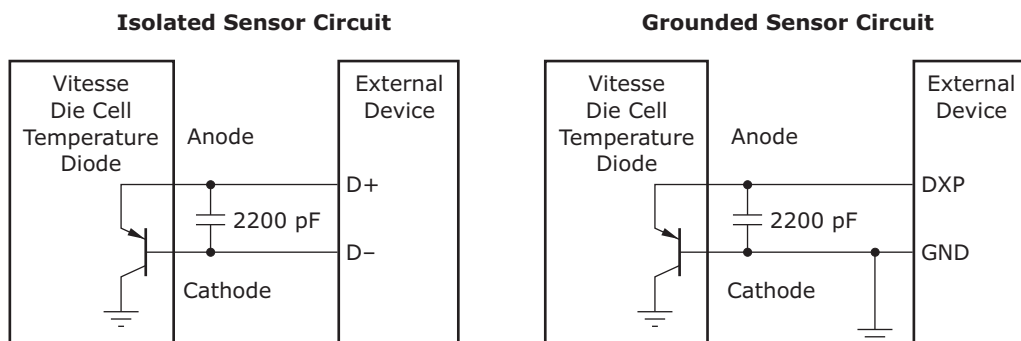 Isolated Sensor Circuit
Vitesse
Die Cell
Temperature
Diode
Anode
External
Device
D+
2200 pF
D–
Cathode
Grounded Sensor Circuit
Vitesse
Die Cell
Temperature
Diode
Anode
External
Device
DXP
2200 pF
GND
Cathode